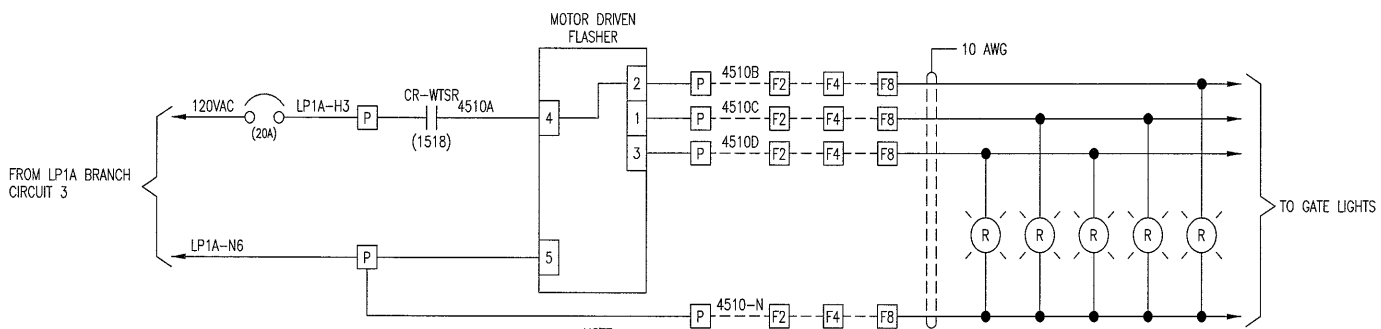 MOTOR DRIVEN
FLASHER
10 AWG
120VAC
LP1A-H3
CR-WTSR
4510A
(20A)
P
(1518)
4
2
P
4510B
F2
F4
F8
1
P
4510C
F2
F4
F8
3
P
4510D
F2
F4
F8
FROM LP1A BRANCH
CIRCUIT 3
TO GATE LIGHTS
R
R
R
R
R
LP1A-N6
P
5
P
4510-N
F2
F4
F8